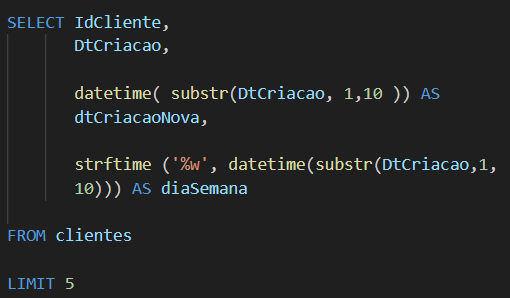 SELECT IdCliente,
DtCriacao,
datetime( substr(DtCriacao, 1,10 )) AS
dtCriacaoNova,
strftime ('%w', datetime(substr(DtCriacao,1,
10))) AS diaSemana
FROM clientes
LIMIT 5